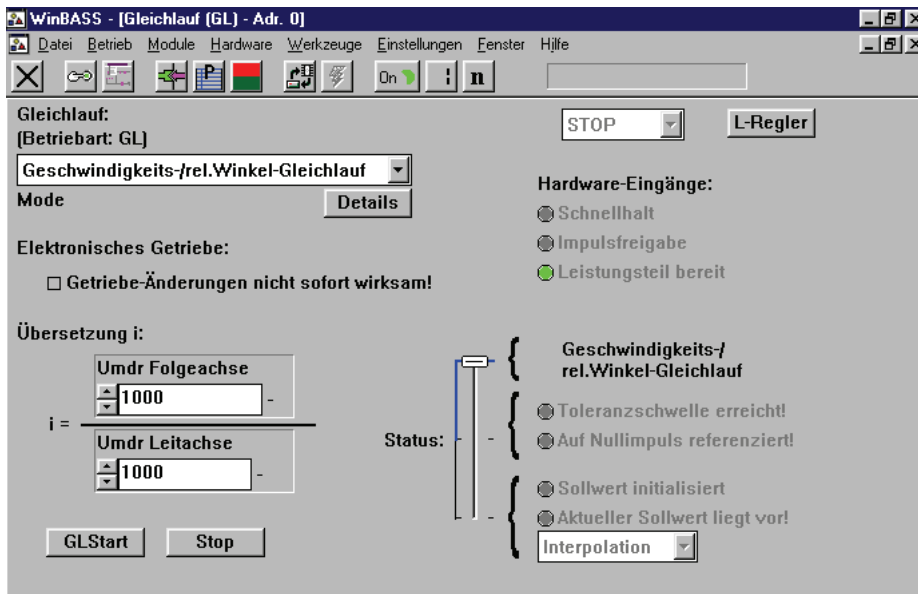 WinBASS - [Gleichlauf (GL) - Adr. 0]
Datei Betrieb Module Hardware Werkzeuge Einstellungen Fenster Hilfe
P On n
Gleichlauf:
(Betriebart: GL)
Geschwindigkeits-/rel.Winkel-Gleichlauf
Mode
Details
STOP
L-Regler
Hardware-Eingänge:
Schnellhalt
Impulsfreigabe
Leistungsteil bereit
Elektronisches Getriebe:
Getriebe-Änderungen nicht sofort wirksam!
Übersetzung i:
Umdr Folgeachse
1000 -
i =
Umdr Leitachse
1000 -
GLStart
Stop
Status:
Geschwindigkeits-/
rel.Winkel-Gleichlauf
Toleranzschwelle erreicht!
Auf Nullimpuls referenziert!
Sollwert initialisiert
Aktueller Sollwert liegt vor!
Interpolation